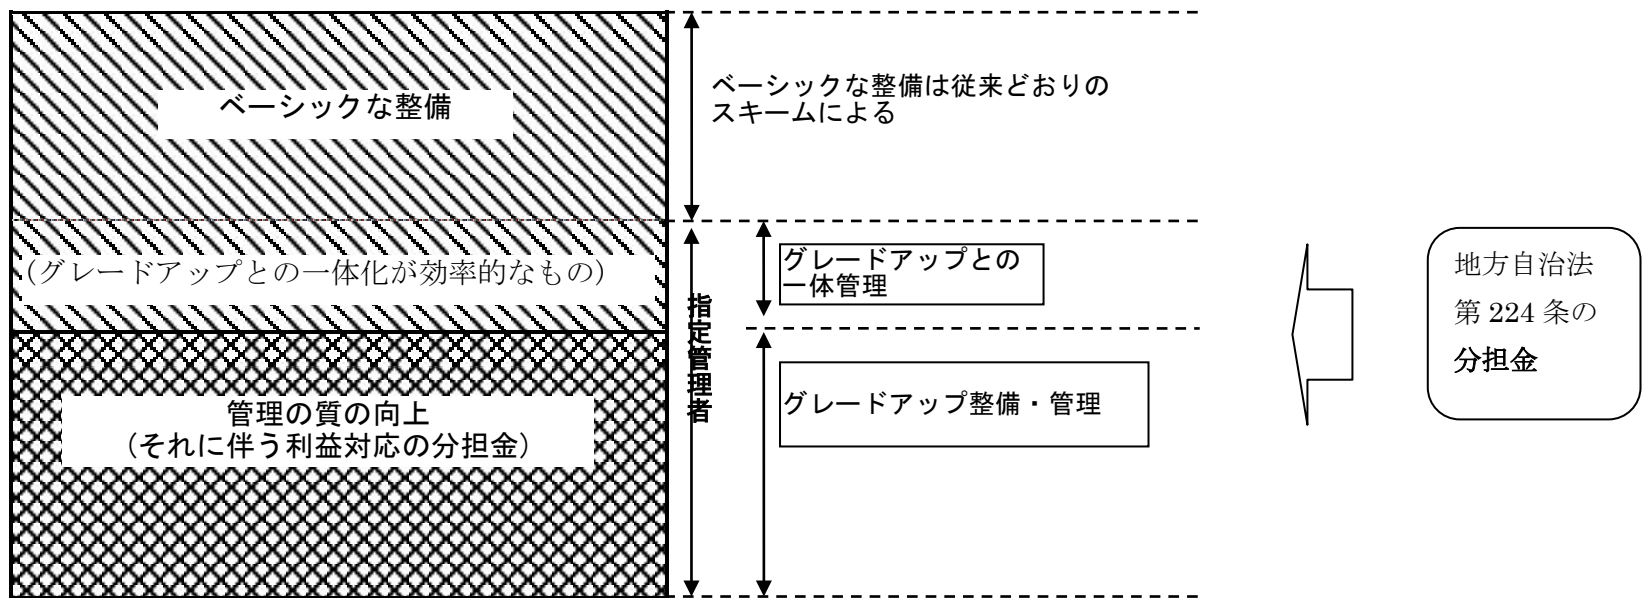 ベーシックな整備
ベーシックな整備は従来どおりの
スキームによる
(グレードアップとの一体化が効率的なもの)
指定管理者
グレードアップとの
一体管理
グレードアップ整備・管理
管理の質の向上
(それに伴う利益対応の分担金)
地方自治法
第 224 条の
分担金